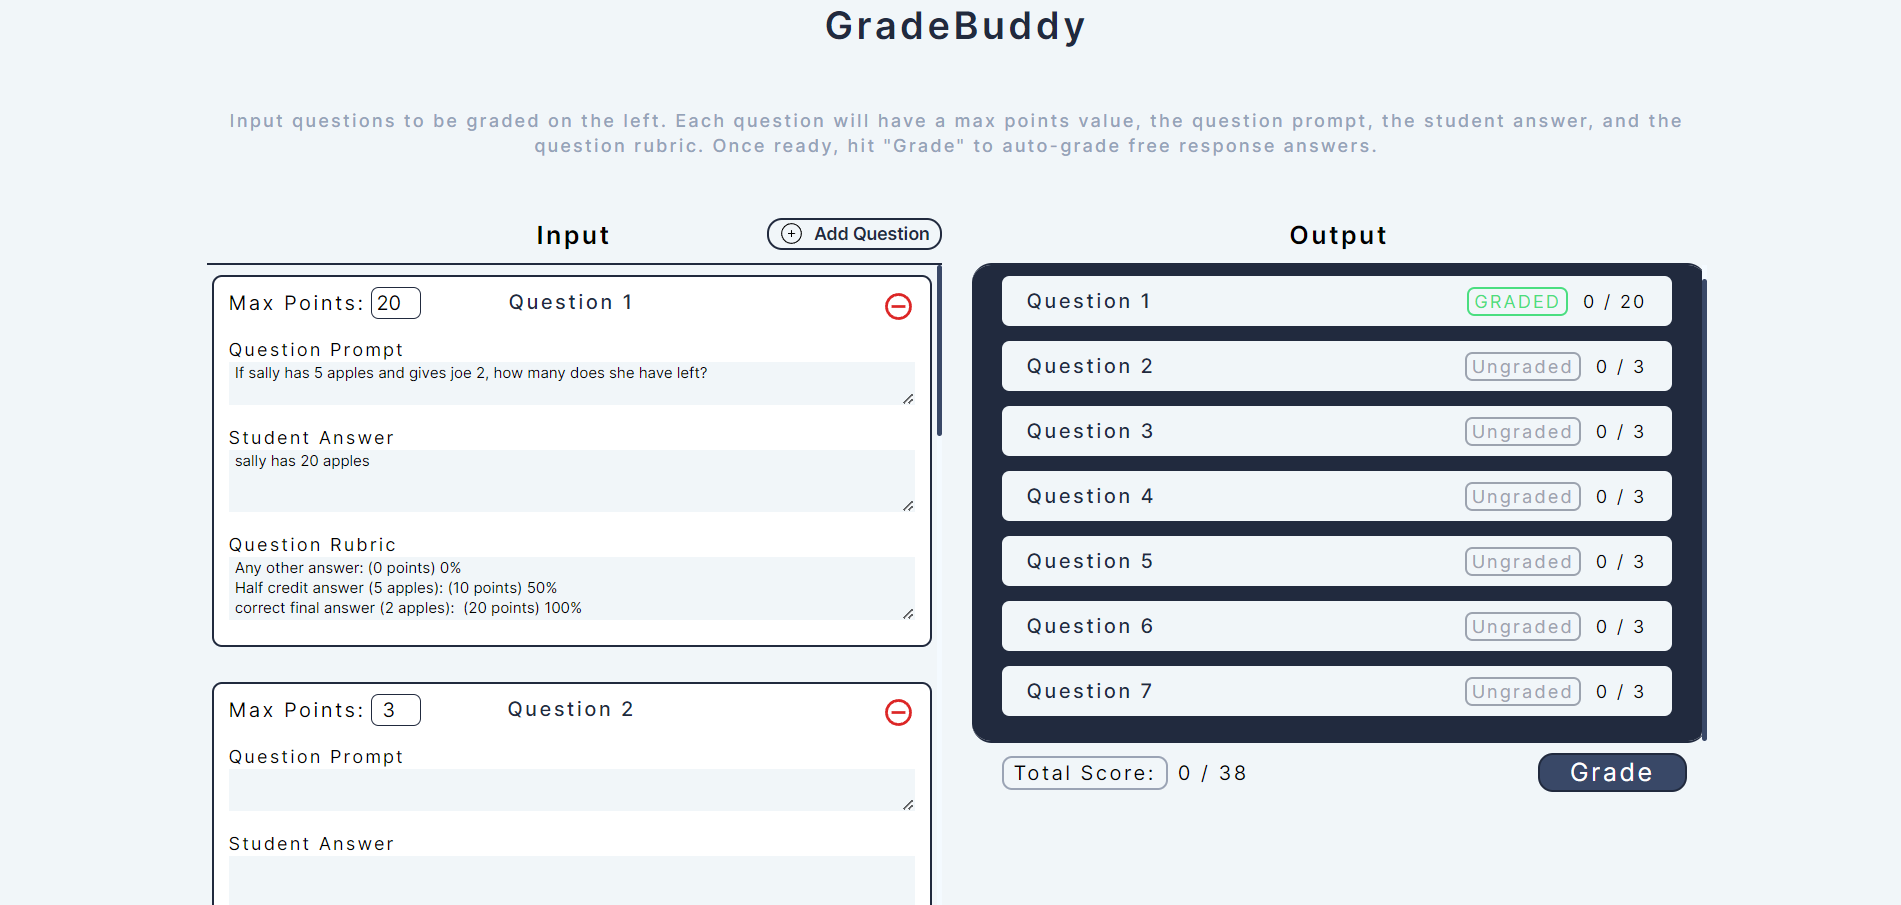 GradeBuddy
Input questions to be graded on the left. Each question will have a max points value, the question prompt, the student answer, and the
question rubric. Once ready, hit "Grade" to auto-grade free response answers.
Input
Add Question
Max Points: 20
Question 1
Question Prompt
If sally has 5 apples and gives joe 2, how many does she have left?
Student Answer
sally has 20 apples
Question Rubric
Any other answer: (0 points) 0%
Half credit answer (5 apples): (10 points) 50%
correct final answer (2 apples):  (20 points) 100%
Max Points: 3
Question 2
Question Prompt
Student Answer
Output
Question 1 GRADED 0 / 20
Question 2 Ungraded 0 / 3
Question 3 Ungraded 0 / 3
Question 4 Ungraded 0 / 3
Question 5 Ungraded 0 / 3
Question 6 Ungraded 0 / 3
Question 7 Ungraded 0 / 3
Total Score: 0 / 38
Grade